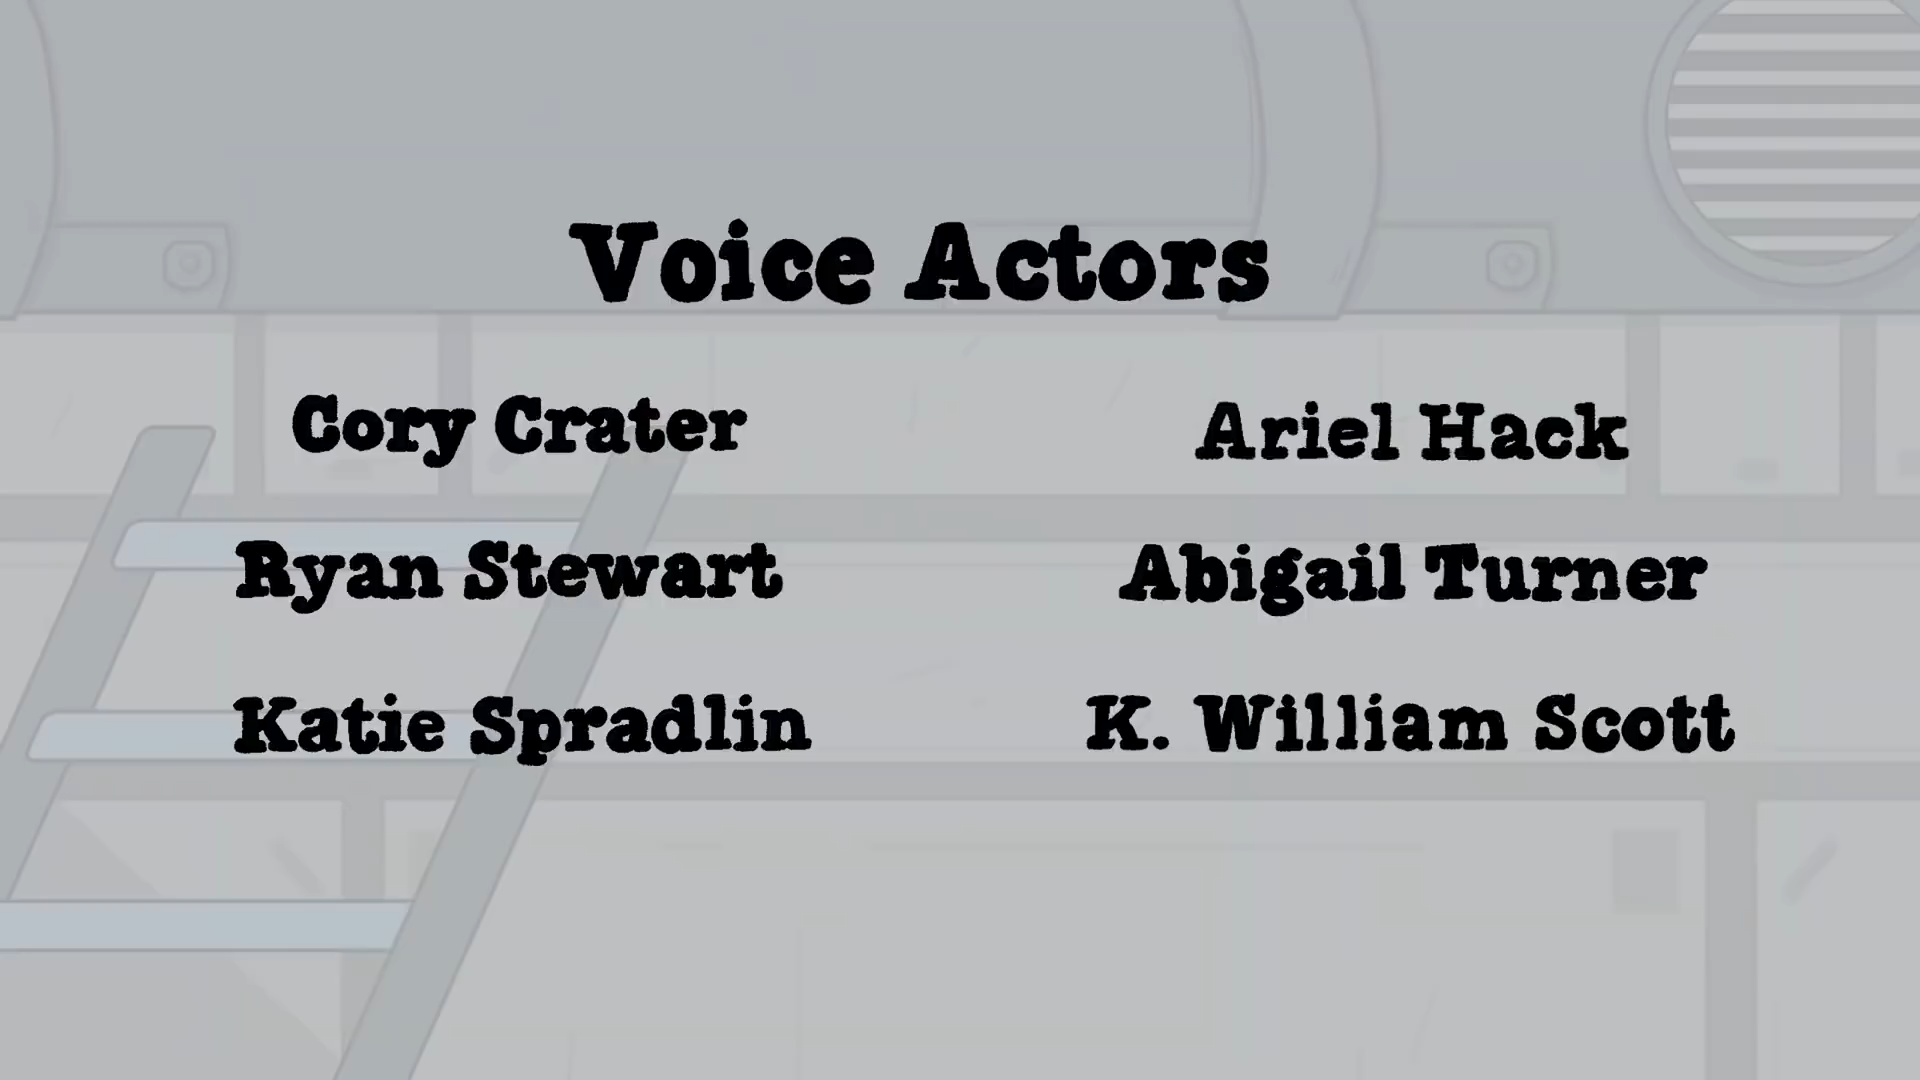 Voice Actors
Cory Crater
Ariel Hack
Ryan Stewart
Abigail Turner
Katie Spradlin
K. William Scott